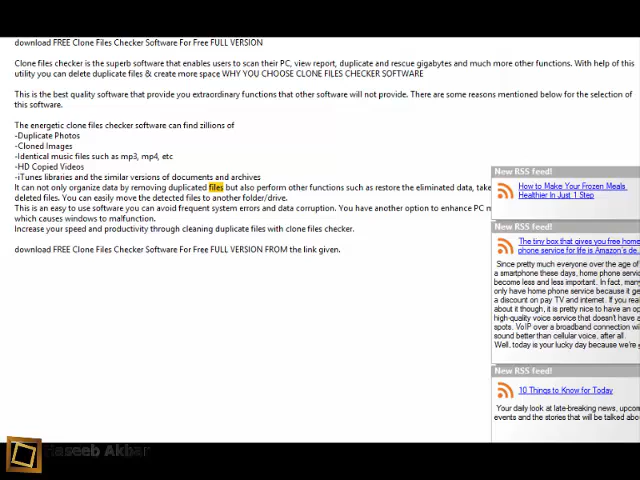 download FREE Clone Files Checker Software For Free FULL VERSION
Clone files checker is the superb software that enables users to scan their PC, view report, duplicate and rescue gigabytes and much more other functions. With help of this
utility you can delete duplicate files & create more space WHY YOU CHOOSE CLONE FILES CHECKER SOFTWARE
This is the best quality software that provide you extraordinary functions that other software will not provide. There are some reasons mentioned below for the selection of
this software.
The energetic clone files checker software can find zillions of
-Duplicate Photos
-Cloned Images
-Identical music files such as mp3, mp4, etc
-HD Copied Videos
-iTunes libraries and the similar versions of documents and archives
It can not only organize data by removing duplicated files but also perform other functions such as restore the eliminated data, take
deleted files. You can easily move the detected files to another folder/drive.
This is an easy to use software you can avoid frequent system errors and data corruption. You have another option to enhance PC
which causes windows to malfunction.
Increase your speed and productivity through cleaning duplicate files with clone files checker.
download FREE Clone Files Checker Software For Free FULL VERSION FROM the link given.
New RSS feed!
How to Make Your Frozen Meals
Healthier In Just 1 Step
New RSS feed!
The tiny box that gives you free home
phone service for life is Amazon's de...
Since pretty much everyone over the age of
a smartphone these days, home phone servic
become less and less important. In fact, many
only have home phone service because it ge
a discount on pay TV and internet. If you real
about it though, it is pretty nice to have an op
high-quality voice service that doesn't have a
spots. VoIP over a broadband connection wi
sound better than cellular voice, after all.
Well, today is your lucky day because we're
New RSS feed!
10 Things to Know for Today
Your daily look at late-breaking news, upcom
events and the stories that will be talked abou
Haseeb Akbar